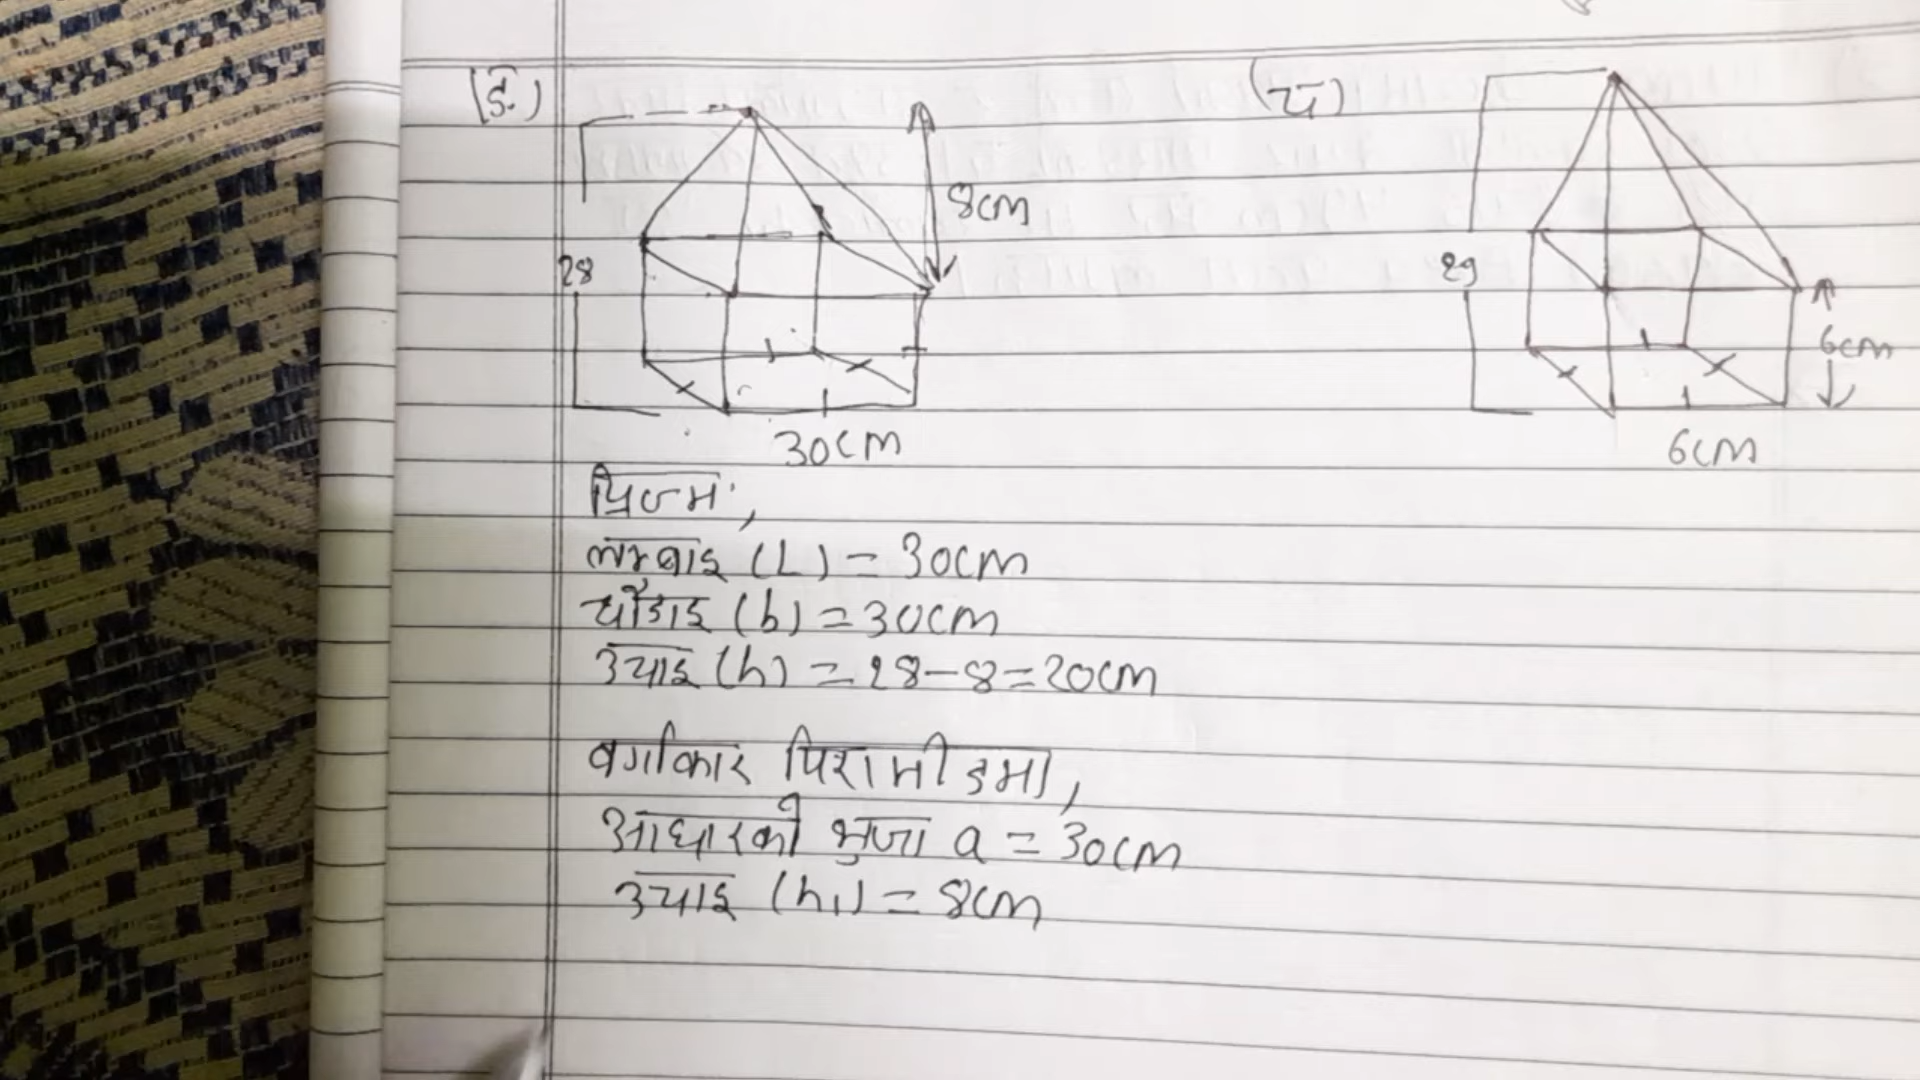 (ङ)
8cm
28
30cm
(च)
29
6cm
6cm
प्रिज्ममा,
लम्बाइ (L) = 30cm
चौडाइ (b) = 30cm
उचाइ (h) = 28-8=20cm
वर्गाकार पिरामीडमा,
आधारको भुजा a = 30cm
उचाइ (h1) = 8cm